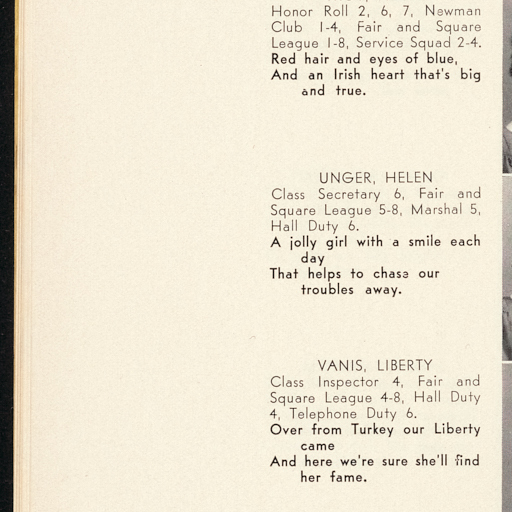 Honor Roll 2, 6, 7, Newman
Club 1-4, Fair and Square
League 1-8, Service Squad 2-4.
Red hair and eyes of blue,
And an Irish heart that's big
and true.
UNGER, HELEN
Class Secretary 6, Fair and
Square League 5-8, Marshal 5,
Hall Duty 6.
A jolly girl with a smile each
day
That helps to chase our
troubles away.
VANIS, LIBERTY
Class Inspector 4, Fair and
Square League 4-8, Hall Duty
4, Telephone Duty 6.
Over from Turkey our Liberty
came
And here we're sure she'll find
her fame.